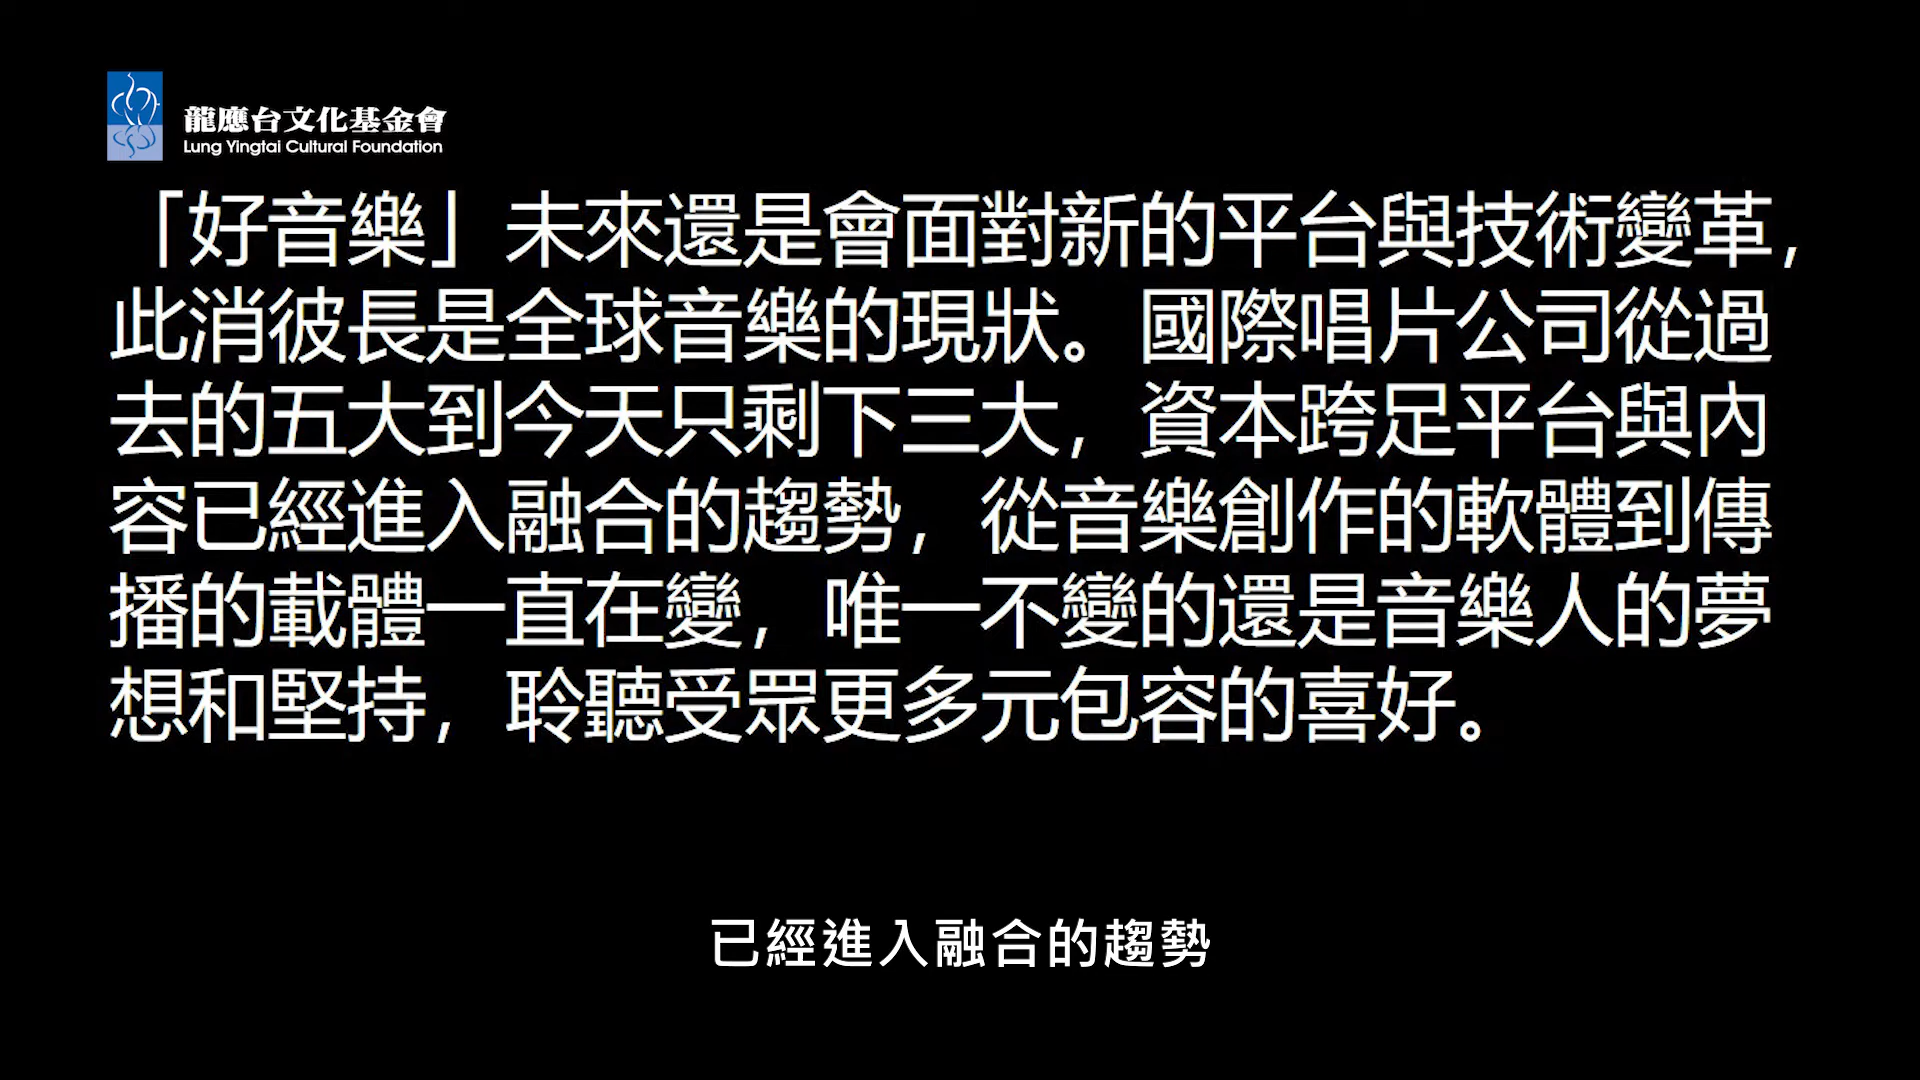 龍應台文化基金會
Lung Yingtai Cultural Foundation
「好音樂」未來還是會面對新的平台與技術變革，
此消彼長是全球音樂的現狀。國際唱片公司從過
去的五大到今天只剩下三大，資本跨足平台與內
容已經進入融合的趨勢，從音樂創作的軟體到傳
播的載體一直在變，唯一不變的還是音樂人的夢
想和堅持，聆聽受眾更多元包容的喜好。
已經進入融合的趨勢